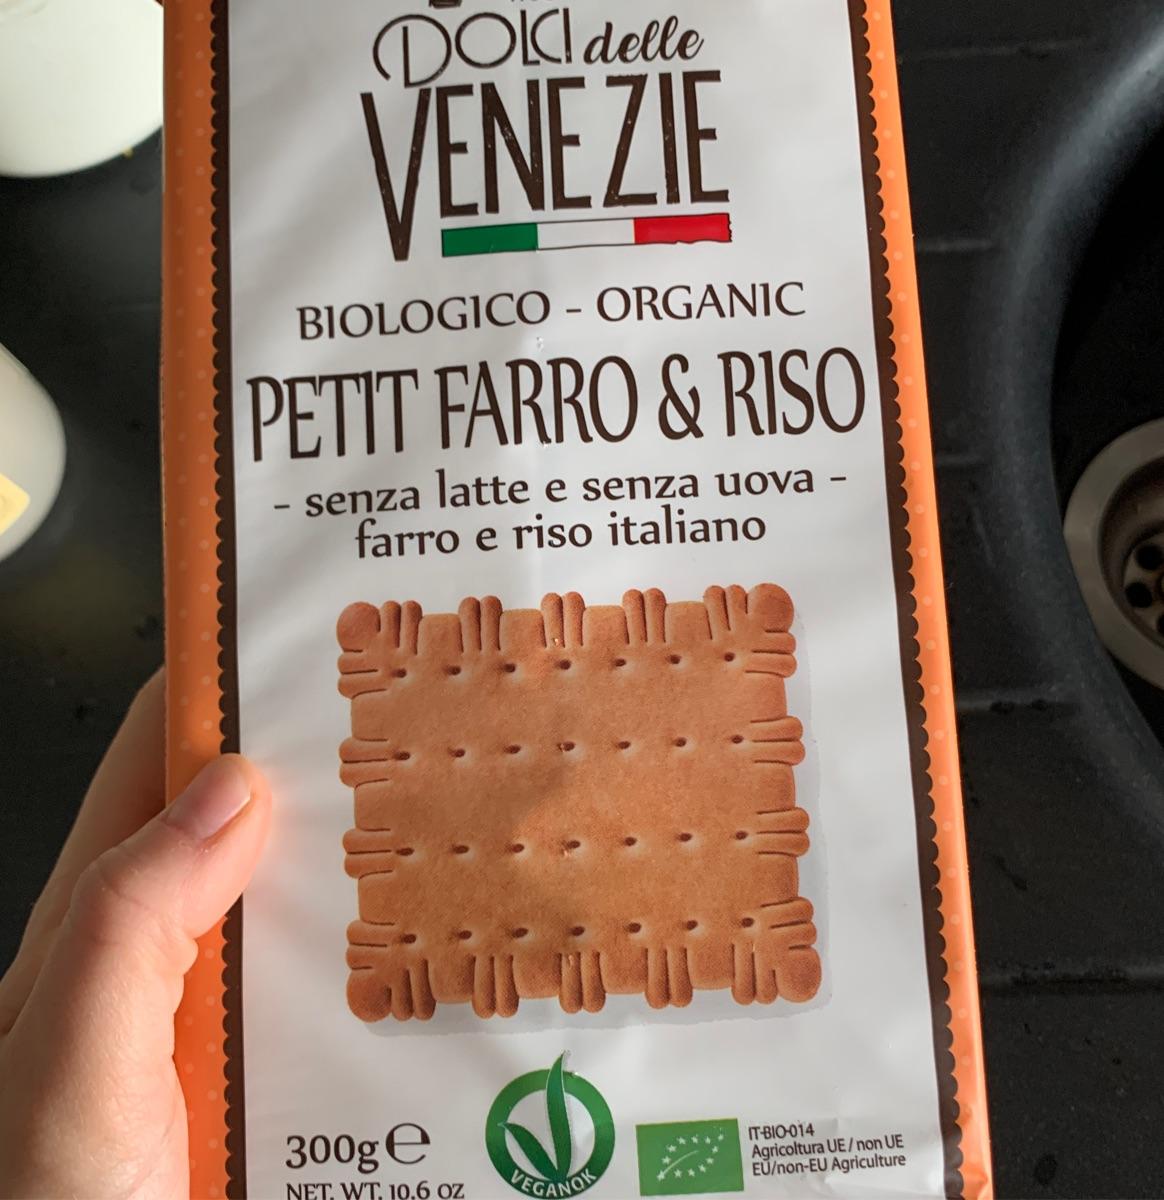 DOLCI delle
VENEZIE
BIOLOGICO - ORGANIC
PETIT FARRO & RISO
- senza latte e senza uova -
farro e riso italiano
300g e
NET. WT. 10.6 OZ
VEGANOK
IT-BIO-014
Agricoltura UE / non UE
EU/non-EU Agriculture